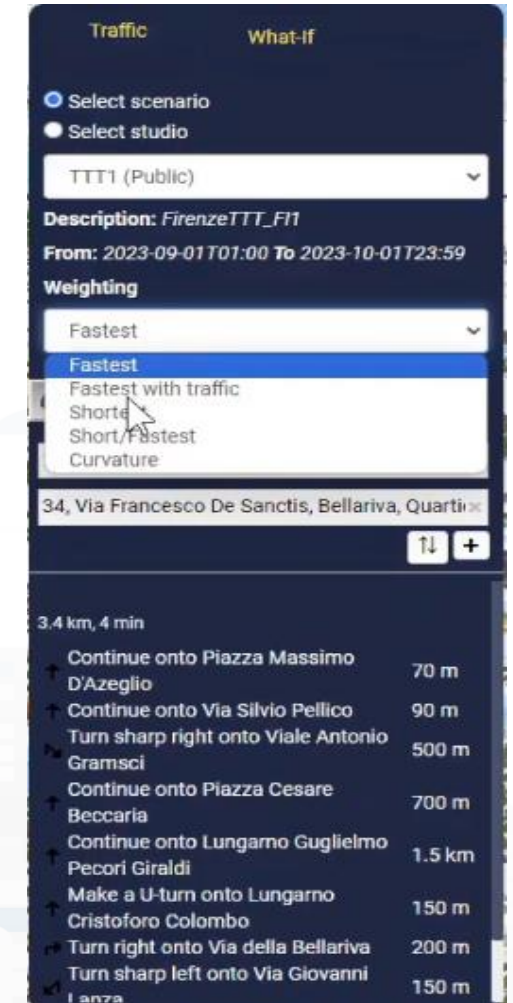 Traffic What-If
Select scenario
Select studio
TTT1 (Public)
Description: FirenzeTTT_FI1
From: 2023-09-01T01:00 To 2023-10-01T23:59
Weighting
Fastest
Fastest
Fastest with traffic
Short/Fastest
Curvature
34, Via Francesco De Sanctis, Bellariva,
3.4 km, 4 min
Continue onto Piazza Massimo
D'Azeglio 70 m
Continue onto Via Silvio Pellico 90 m
Turn sharp right onto Viale Antonio
Gramsci 500 m
Continue onto Piazza Cesare
Beccaria 700 m
Continue onto Lungarno Guglielmo
Pecori Giraldi 1.5 km
Make a U-turn onto Lungarno
Cristoforo Colombo 150 m
Turn right onto Via della Bellariva 200 m
Turn sharp left onto Via Giovanni
Lanza 150 m